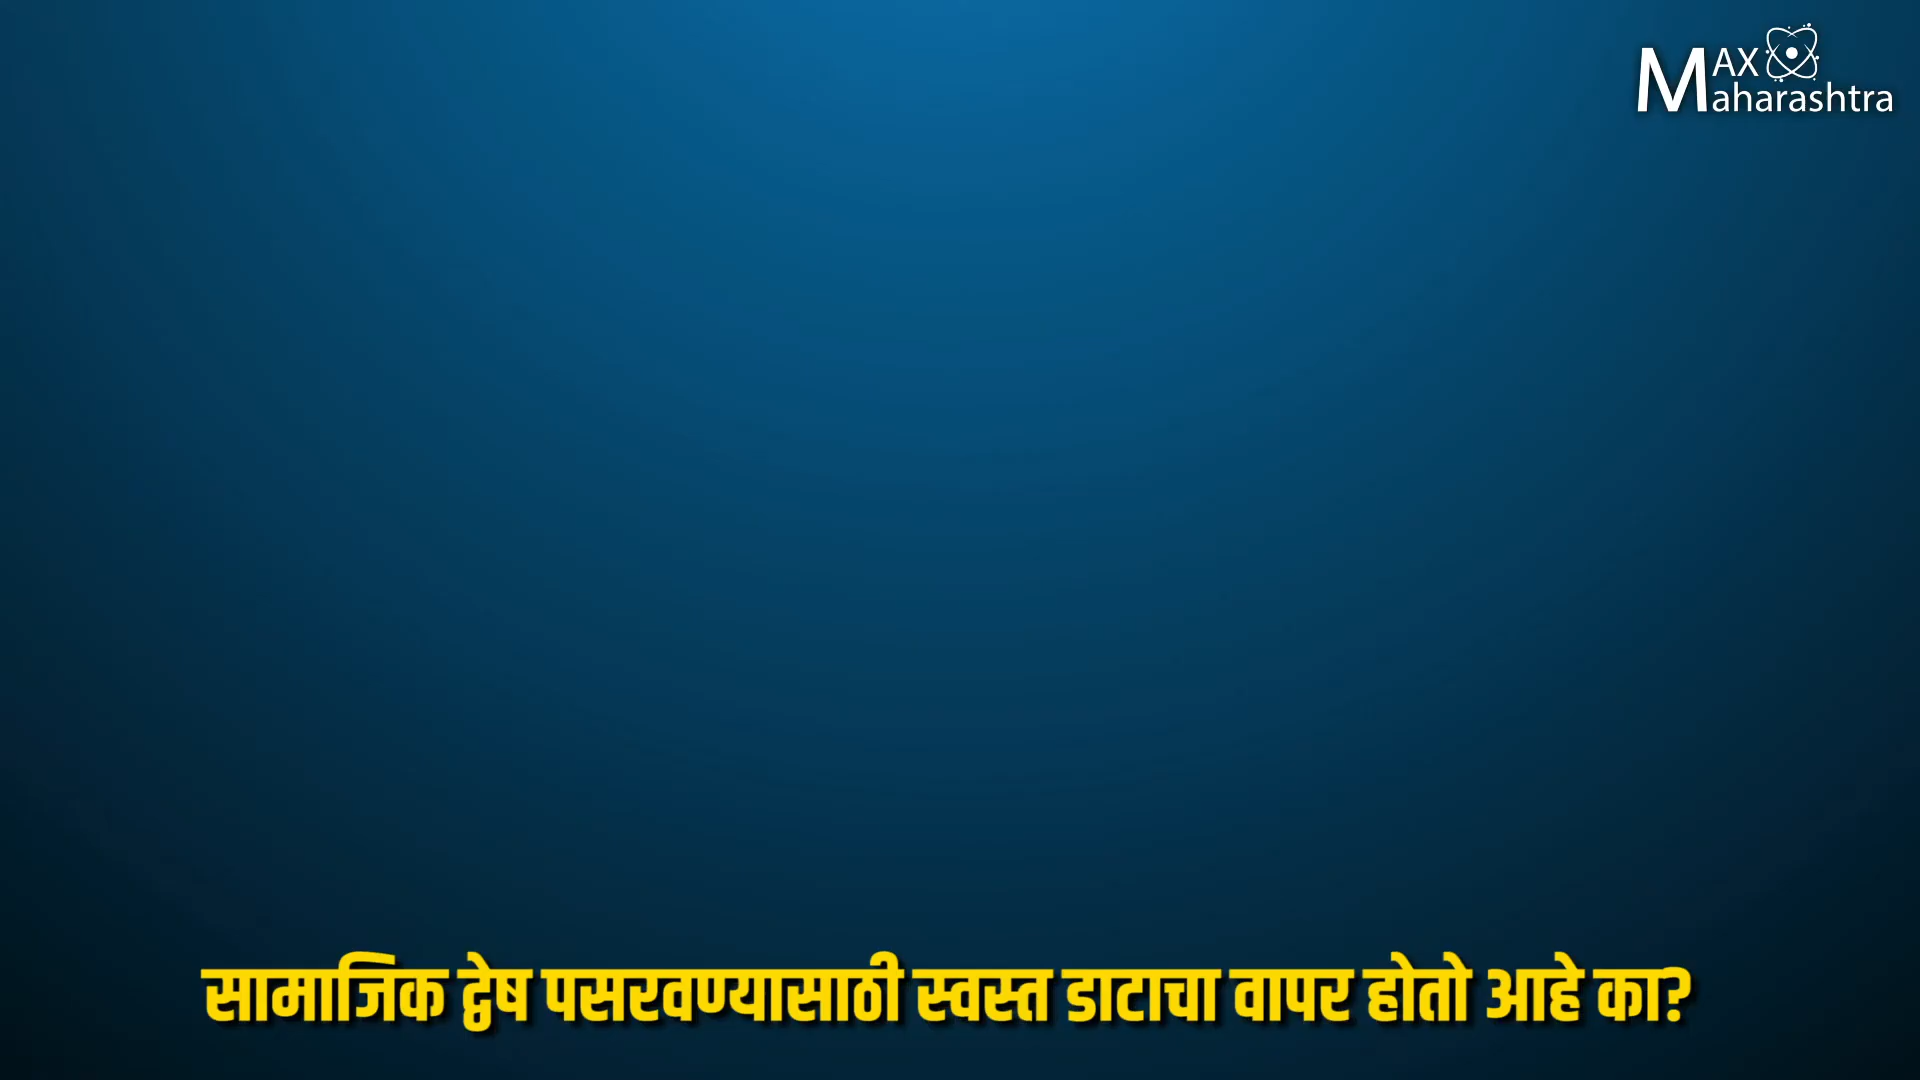 MAX
Maharashtra
सामाजिक द्वेष पसरवण्यासाठी स्वस्त डाटाचा वापर होतो आहे का?